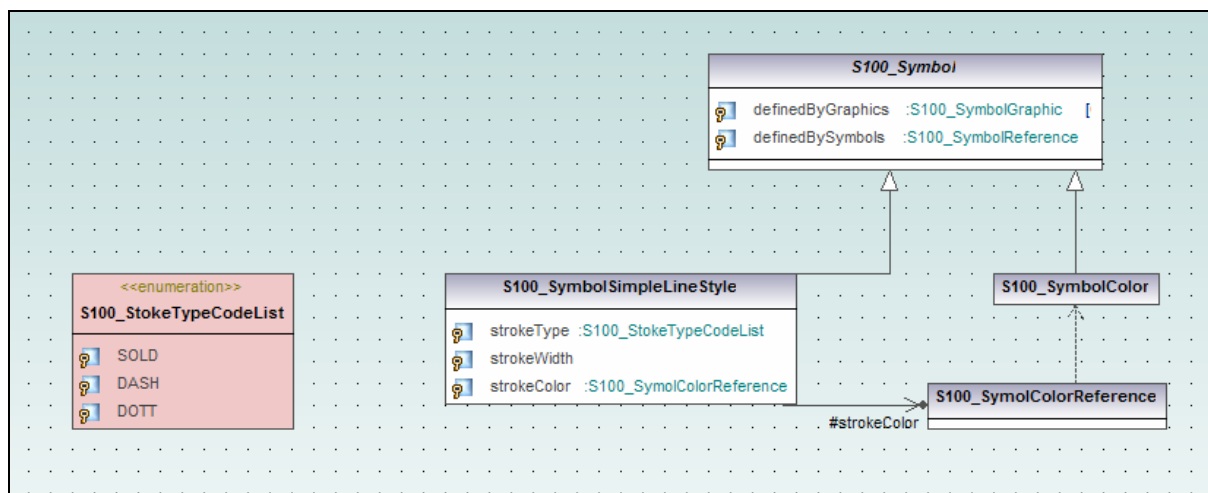 S100_Symbol
definedByGraphics :S100_SymbolGraphic [
definedBySymbols :S100_SymbolReference
<<enumeration>>
S100_StokeTypeCodeList
SOLD
DASH
DOTT
S100_SymbolSimpleLineStyle
strokeType :S100_StokeTypeCodeList
strokeWidth
strokeColor :S100_SymolColorReference
S100_SymbolColor
S100_SymolColorReference
#strokeColor